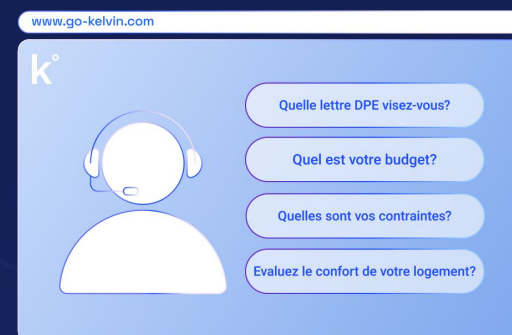 www.go-kelvin.com
k°
Quelle lettre DPE visez-vous?
Quel est votre budget?
Quelles sont vos contraintes?
Evaluez le confort de votre logement?